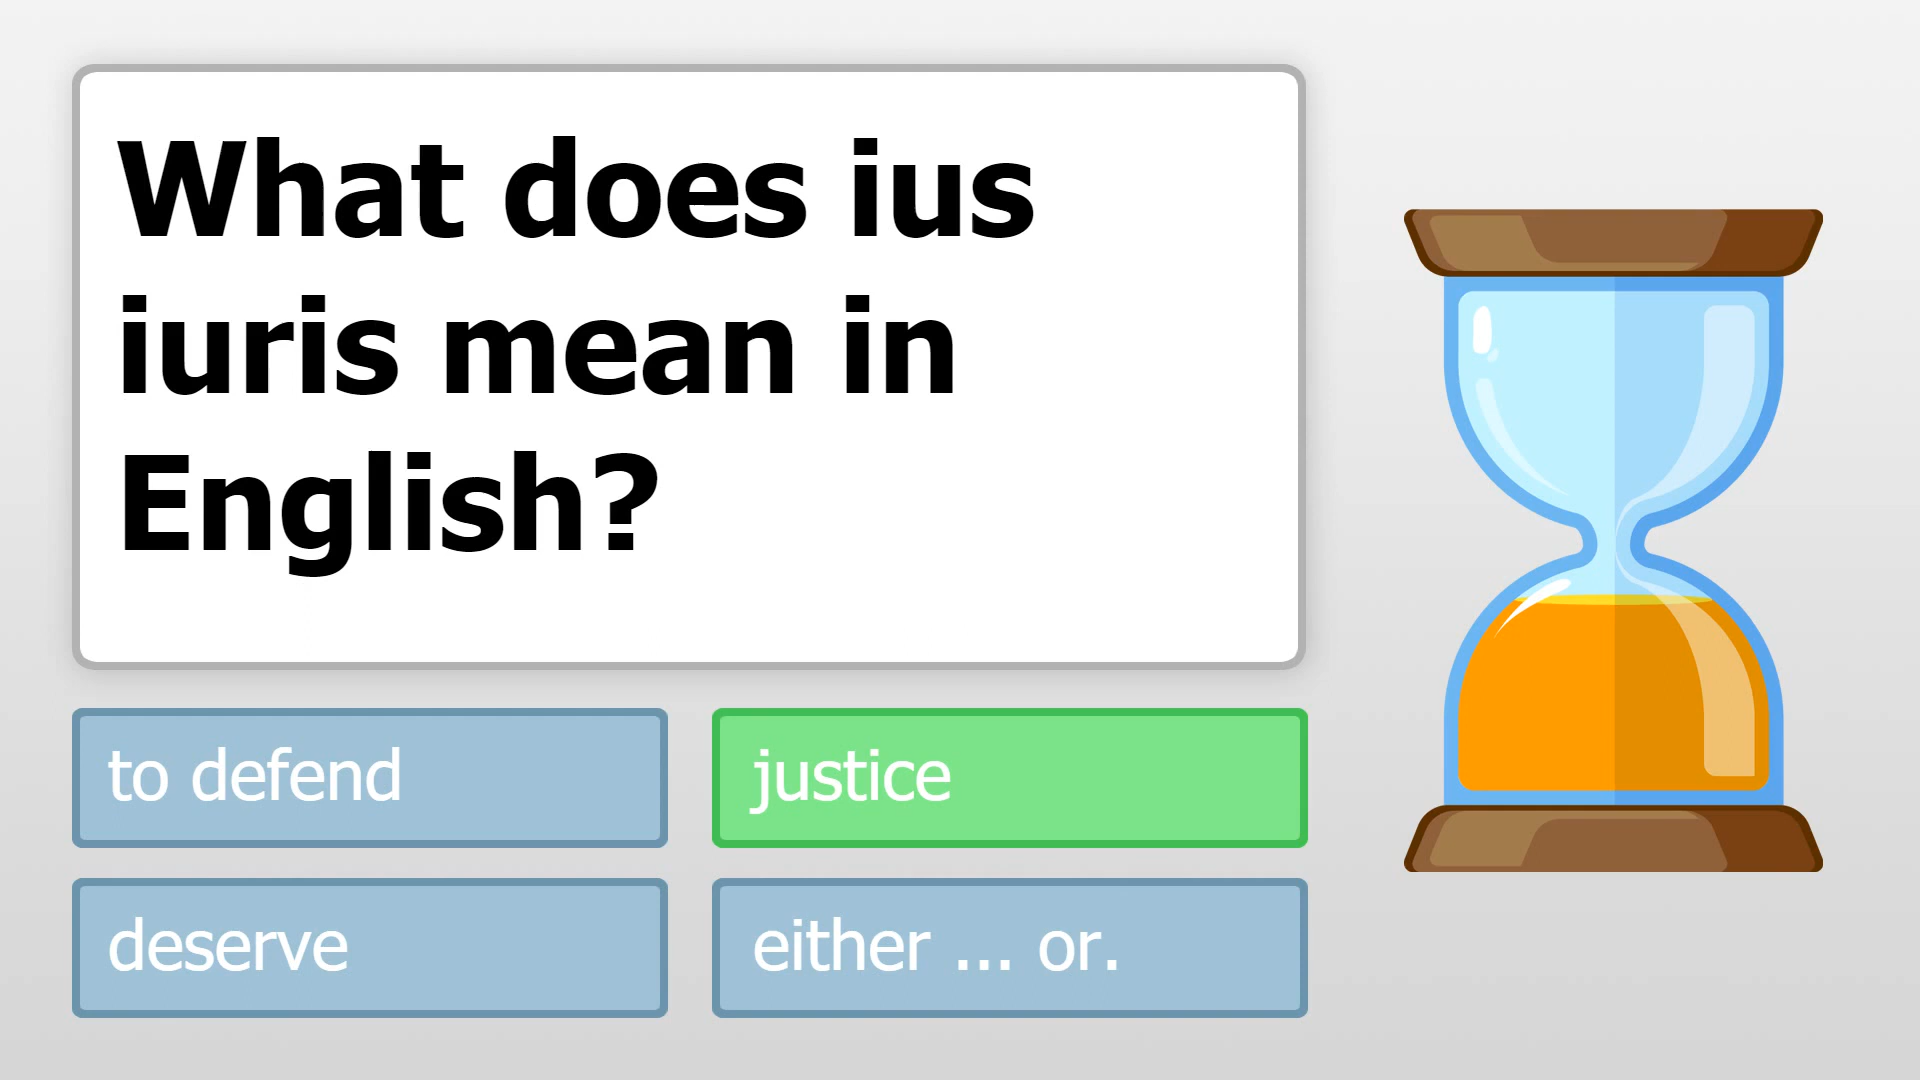 What does ius
iuris mean in
English?
to defend
justice
deserve
either ... or.